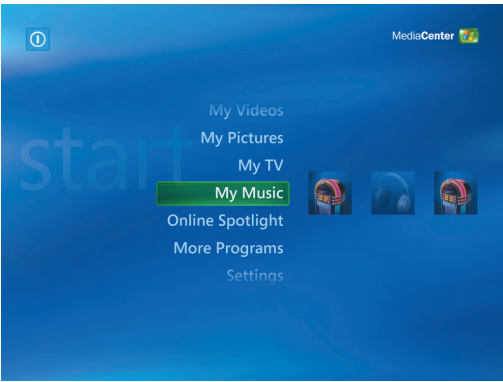 MediaCenter
start
My Videos
My Pictures
My TV
My Music
Online Spotlight
More Programs
Settings